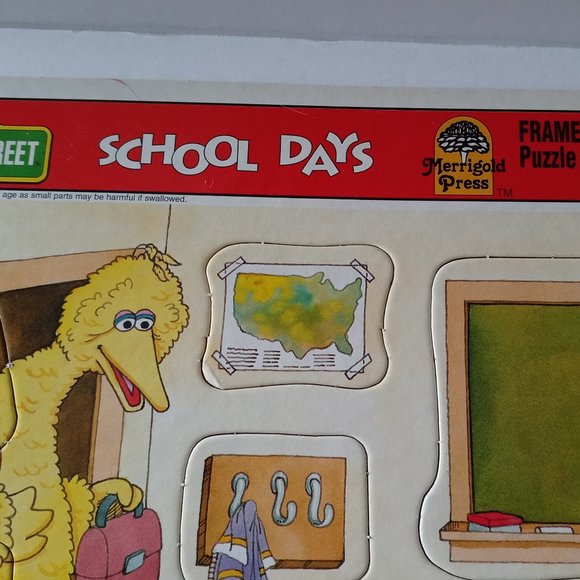 REET
SCHOOL DAYS
Merrigold
Press
TM
FRAME
Puzzle
age as small parts may be harmful if swallowed.